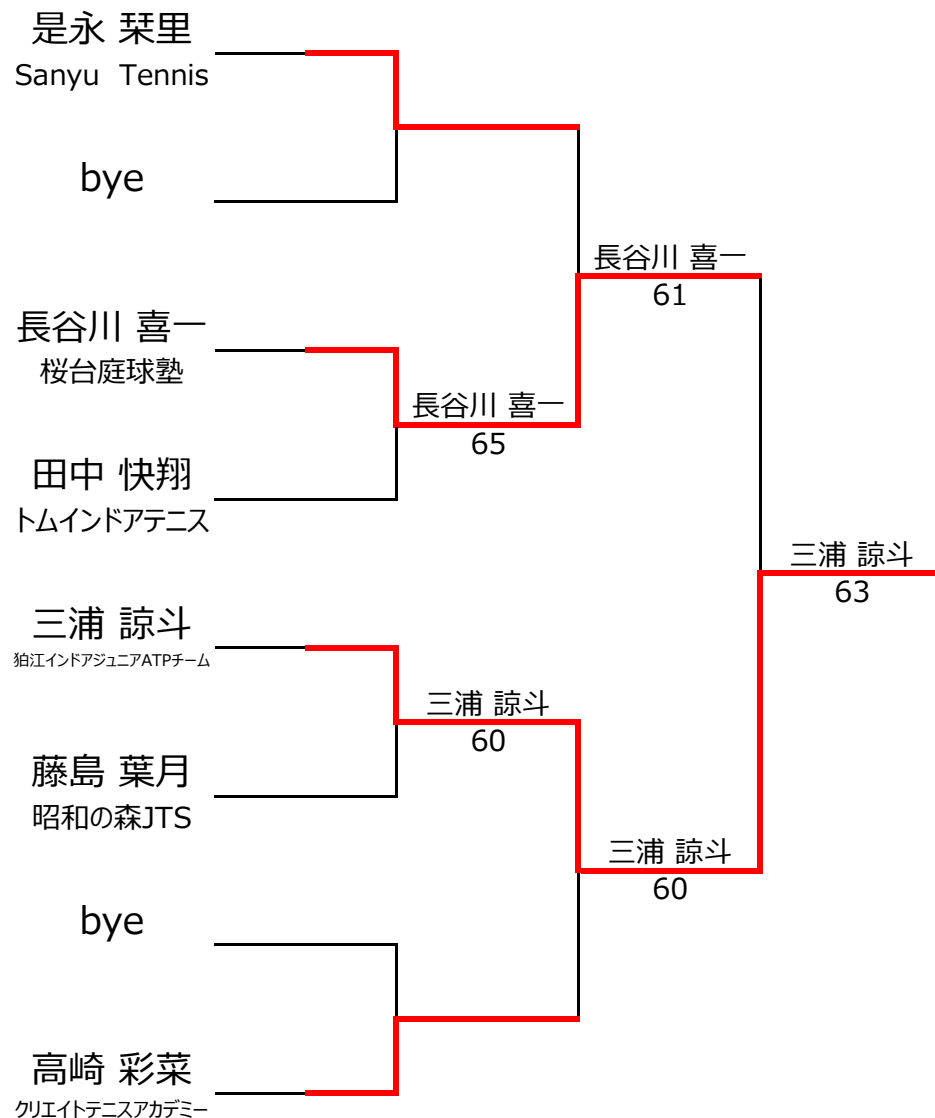 是永 栞里
Sanyu Tennis
bye
長谷川 喜一
61
長谷川 喜一
桜台庭球塾
長谷川 喜一
65
田中 快翔
トムインドアテニス
三浦 諒斗
63
三浦 諒斗
狛江インドアジュニアATPチーム
三浦 諒斗
60
藤島 葉月
昭和の森JTS
三浦 諒斗
60
bye
高崎 彩菜
クリエイトテニスアカデミー